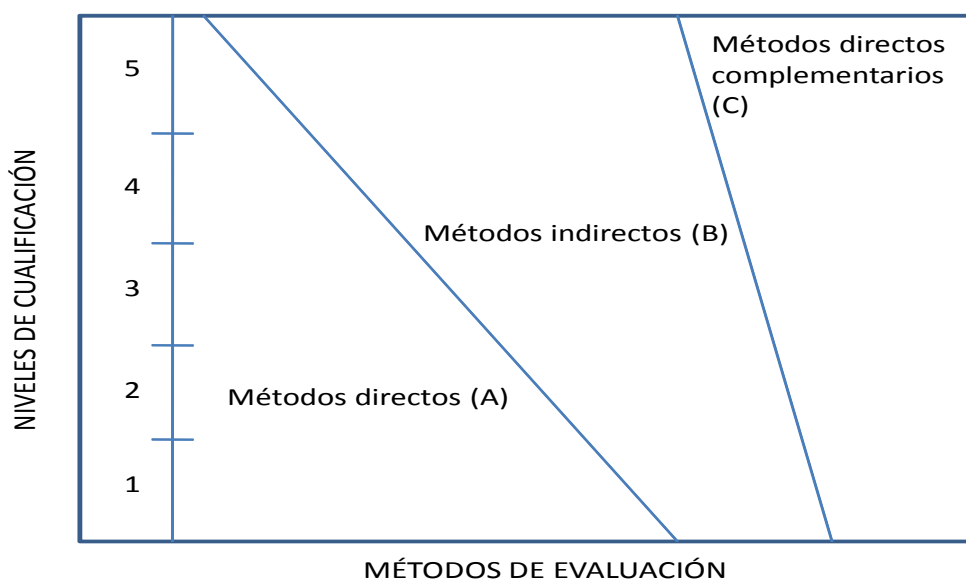 Métodos directos
complementarios
(C)
5
4
Métodos indirectos (B)
3
2
Métodos directos (A)
1
NIVELES DE CUALIFICACIÓN
MÉTODOS DE EVALUACIÓN